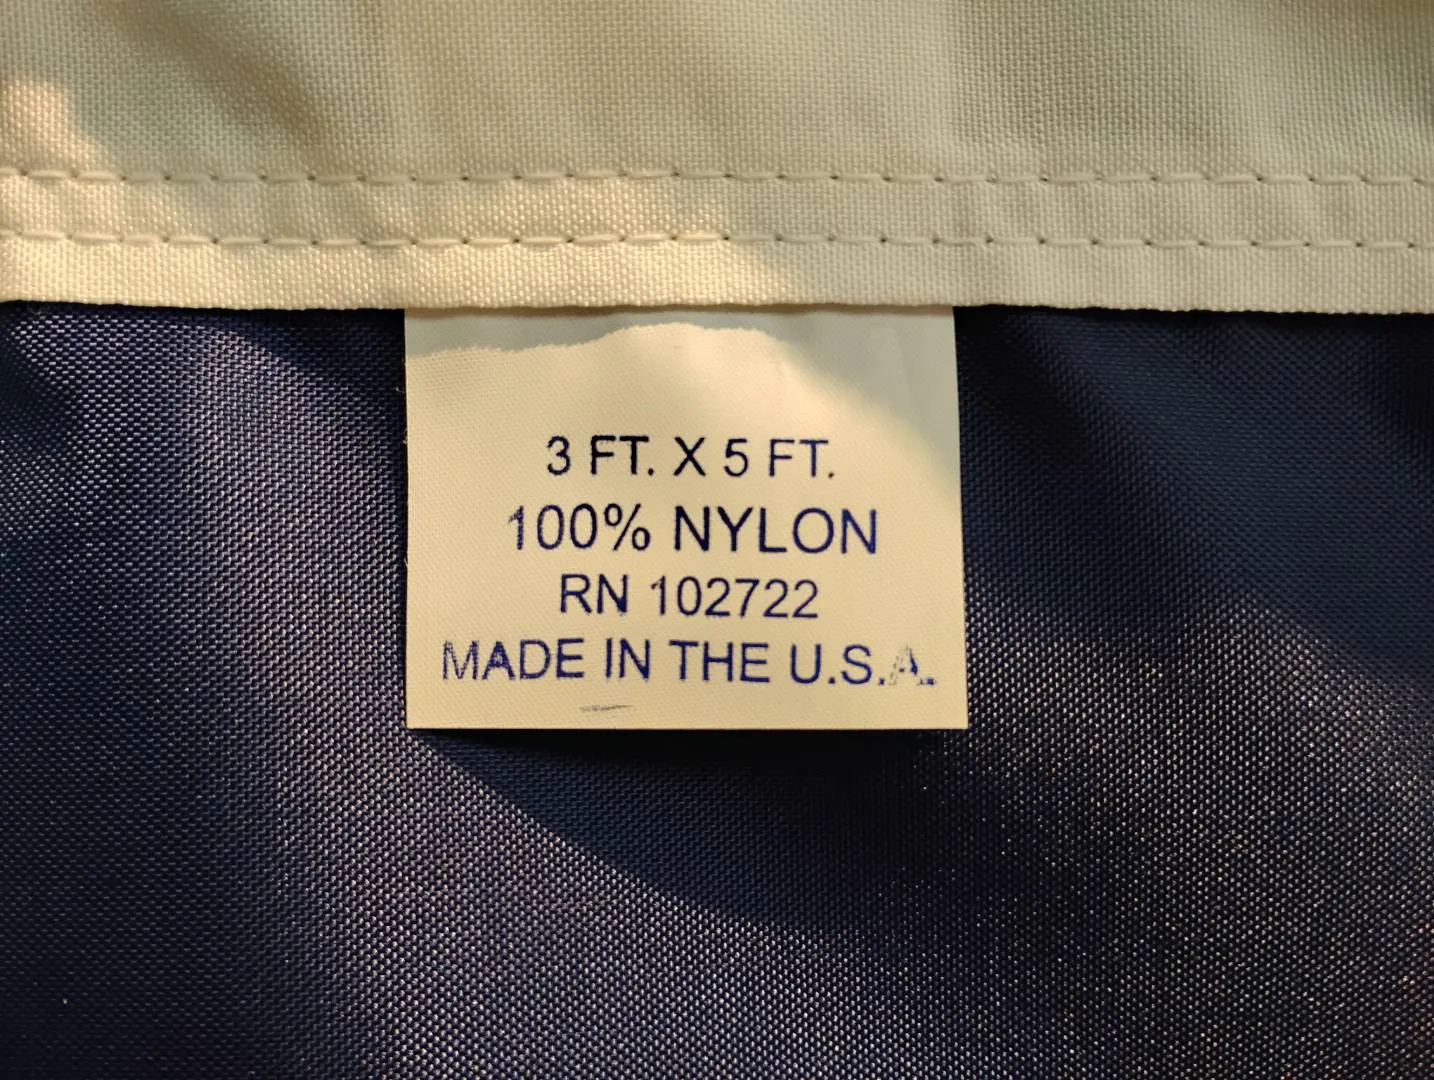 3 FT. X 5 FT.
100% NYLON
RN 102722
MADE IN THE U.S.A.